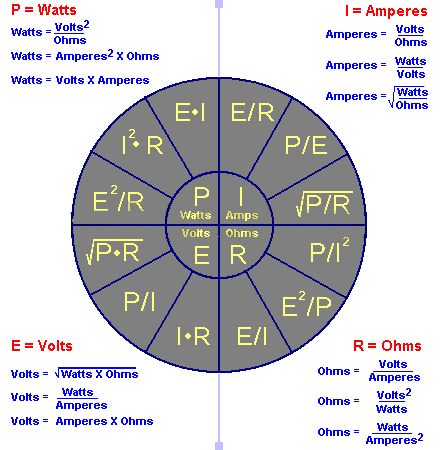 P = Watts
Watts = Volts² / Ohms
Watts = Amperes² X Ohms
Watts = Volts X Amperes
I = Amperes
Amperes = Volts / Ohms
Amperes = Watts / Volts
Amperes = √(Watts / Ohms)
E•I
E/R
I²•R
P/E
E²/R
√P/R
P
I
Watts
Amps
Volts
Ohms
E
R
√P•R
P/I²
P/I
E²/P
I•R
E/I
E = Volts
Volts = √Watts X Ohms
Volts = Watts / Amperes
Volts = Amperes X Ohms
R = Ohms
Ohms = Volts / Amperes
Ohms = Volts² / Watts
Ohms = Watts / Amperes²